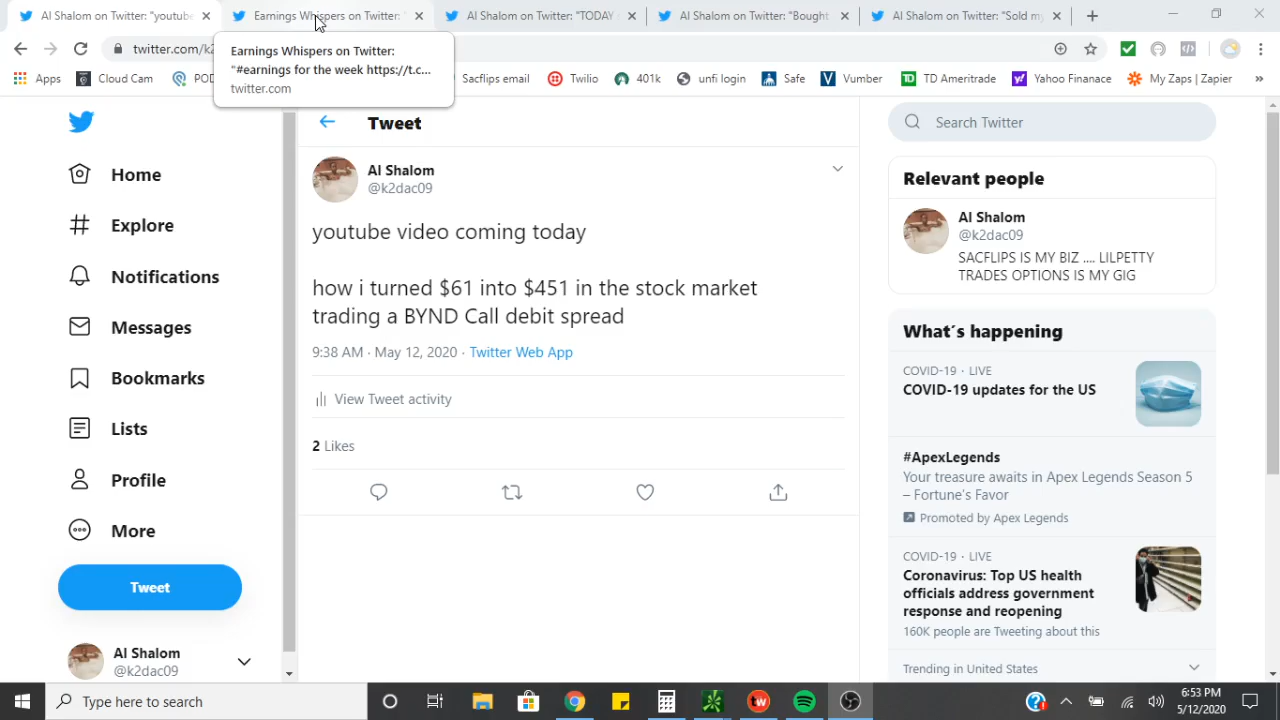 Al Shalom on Twitter: "youtube
Earnings Whispers on Twitter: "
Al Shalom on Twitter: "TODAY
Al Shalom on Twitter: "Bought
Al Shalom on Twitter: "Sold my
twitter.com/k2
Earnings Whispers on Twitter:
"#earnings for the week https://t.c...
twitter.com
Apps
Cloud Cam
POD
Sacflips email
Twilio
401k
unfi login
Safe
Vumber
TD Ameritrade
Yahoo Finanace
My Zaps | Zapier
»
Tweet
Search Twitter
Home
Explore
Notifications
Messages
Bookmarks
Lists
Profile
More
Tweet
Al Shalom
@k2dac09
Al Shalom
@k2dac09
youtube video coming today
how i turned $61 into $451 in the stock market
trading a BYND Call debit spread
9:38 AM · May 12, 2020 · Twitter Web App
View Tweet activity
2 Likes
Relevant people
Al Shalom
@k2dac09
SACFLIPS IS MY BIZ .... LILPETTY
TRADES OPTIONS IS MY GIG
What's happening
COVID-19 · LIVE
COVID-19 updates for the US
#ApexLegends
Your treasure awaits in Apex Legends Season 5
– Fortune's Favor
Promoted by Apex Legends
COVID-19 · LIVE
Coronavirus: Top US health
officials address government
response and reopening
160K people are Tweeting about this
Trending in United States
Type here to search
6:53 PM
5/12/2020